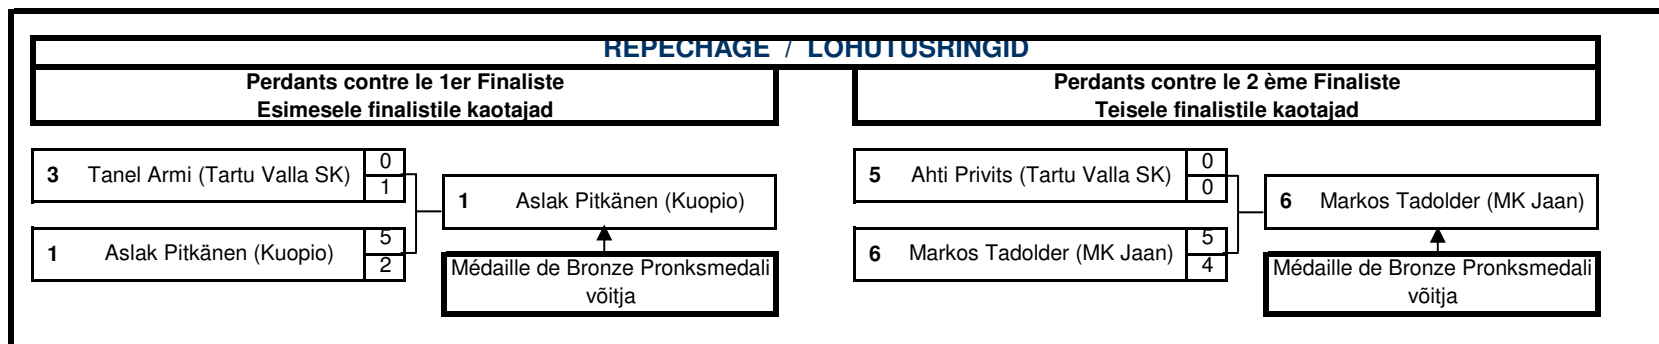 REPECHAGE / LOHUTUSRINGID
Perdants contre le 1er Finaliste
Esimesele finalistile kaotajad
Perdants contre le 2 ème Finaliste
Teisele finalistile kaotajad
3 Tanel Armi (Tartu Valla SK) 0
1
1 Aslak Pitkänen (Kuopio)
1 Aslak Pitkänen (Kuopio) 5
2
Médaille de Bronze Pronksmedali
võitja
5 Ahti Privits (Tartu Valla SK) 0
0
6 Markos Tadolder (MK Jaan)
6 Markos Tadolder (MK Jaan) 5
4
Médaille de Bronze Pronksmedali
võitja